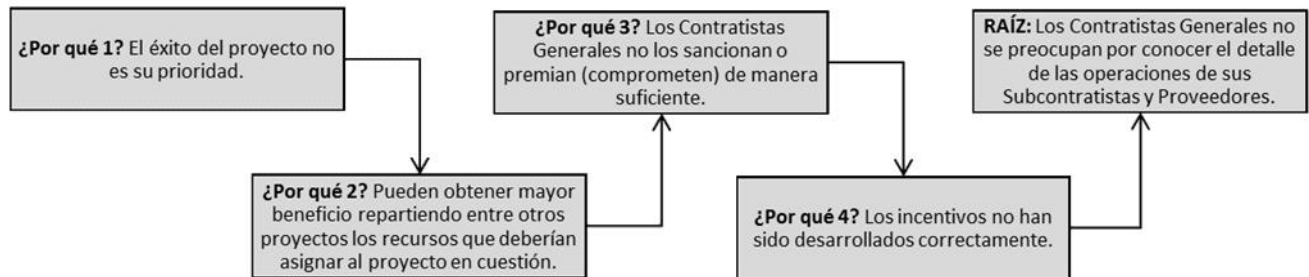 ¿Por qué 1? El éxito del proyecto no
es su prioridad.
¿Por qué 2? Pueden obtener mayor
beneficio repartiendo entre otros
proyectos los recursos que deberían
asignar al proyecto en cuestión.
¿Por qué 3? Los Contratistas
Generales no los sancionan o
premian (comprometen) de manera
suficiente.
¿Por qué 4? Los incentivos no han
sido desarrollados correctamente.
RAÍZ: Los Contratistas Generales no
se preocupan por conocer el detalle
de las operaciones de sus
Subcontratistas y Proveedores.